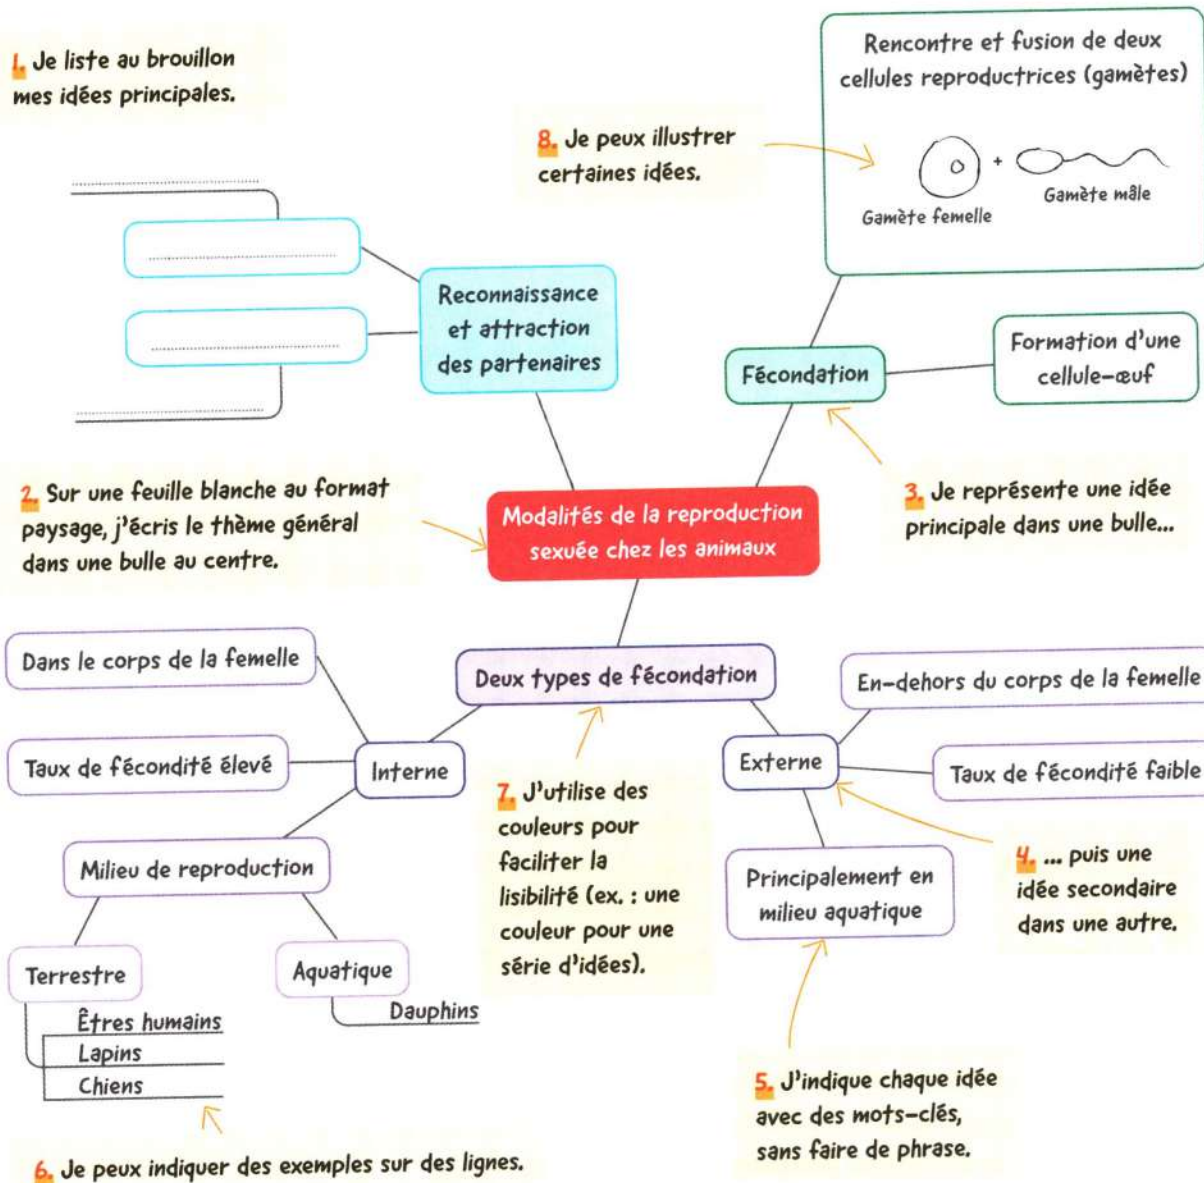 1. Je liste au brouillon
mes idées principales.
Rencontre et fusion de deux
cellules reproductrices (gamètes)
8. Je peux illustrer
certaines idées.
+
Gamète femelle
Gamète mâle
Reconnaissance
et attraction
des partenaires
Fécondation
Formation d'une
cellule-œuf
2. Sur une feuille blanche au format
paysage, j'écris le thème général
dans une bulle au centre.
Modalités de la reproduction
sexuée chez les animaux
3. Je représente une idée
principale dans une bulle...
Dans le corps de la femelle
Deux types de fécondation
En-dehors du corps de la femelle
Taux de fécondité élevé
Interne
Externe
Taux de fécondité faible
7. J'utilise des
couleurs pour
faciliter la
lisibilité (ex. : une
couleur pour une
série d'idées).
Milieu de reproduction
Principalement en
milieu aquatique
4. ... puis une
idée secondaire
dans une autre.
Terrestre
Aquatique
Êtres humains
Lapins
Chiens
Dauphins
5. J'indique chaque idée
avec des mots-clés,
sans faire de phrase.
6. Je peux indiquer des exemples sur des lignes.